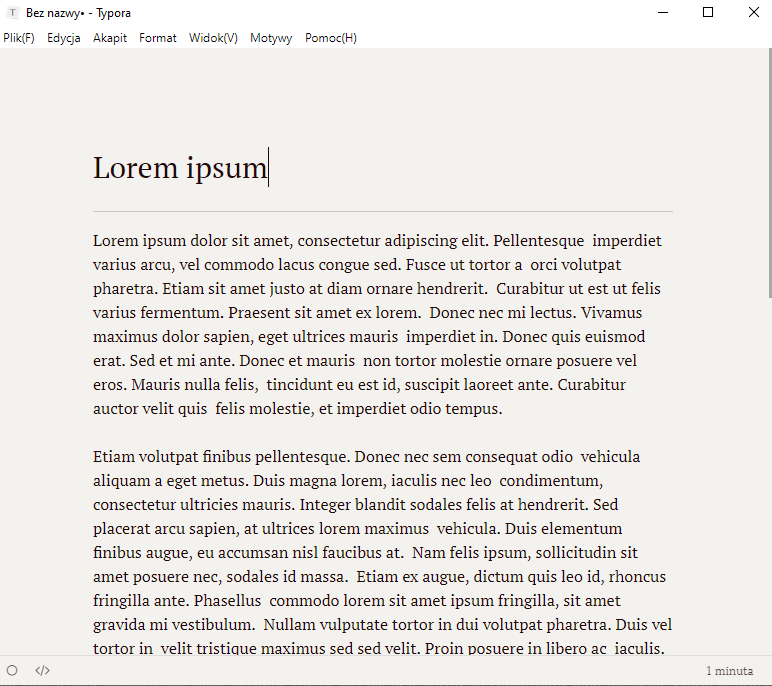 T Bez nazwy• - Typora
Plik(F) Edycja Akapit Format Widok(V) Motywy Pomoc(H)
Lorem ipsum
Lorem ipsum dolor sit amet, consectetur adipiscing elit. Pellentesque  imperdiet
varius arcu, vel commodo lacus congue sed. Fusce ut tortor a  orci volutpat
pharetra. Etiam sit amet justo at diam ornare hendrerit.  Curabitur ut est ut felis
varius fermentum. Praesent sit amet ex lorem.  Donec nec mi lectus. Vivamus
maximus dolor sapien, eget ultrices mauris  imperdiet in. Donec quis euismod
erat. Sed et mi ante. Donec et mauris  non tortor molestie ornare posuere vel
eros. Mauris nulla felis,  tincidunt eu est id, suscipit laoreet ante. Curabitur
auctor velit quis  felis molestie, et imperdiet odio tempus.
Etiam volutpat finibus pellentesque. Donec nec sem consequat odio  vehicula
aliquam a eget metus. Duis magna lorem, iaculis nec leo  condimentum,
consectetur ultricies mauris. Integer blandit sodales felis at hendrerit. Sed
placerat arcu sapien, at ultrices lorem maximus  vehicula. Duis elementum
finibus augue, eu accumsan nisl faucibus at.  Nam felis ipsum, sollicitudin sit
amet posuere nec, sodales id massa.  Etiam ex augue, dictum quis leo id, rhoncus
fringilla ante. Phasellus  commodo lorem sit amet ipsum fringilla, sit amet
gravida mi vestibulum.  Nullam vulputate tortor in dui volutpat pharetra. Duis vel
tortor in  velit tristique maximus sed sed velit. Proin posuere in libero ac  iaculis.
</> 1 minuta